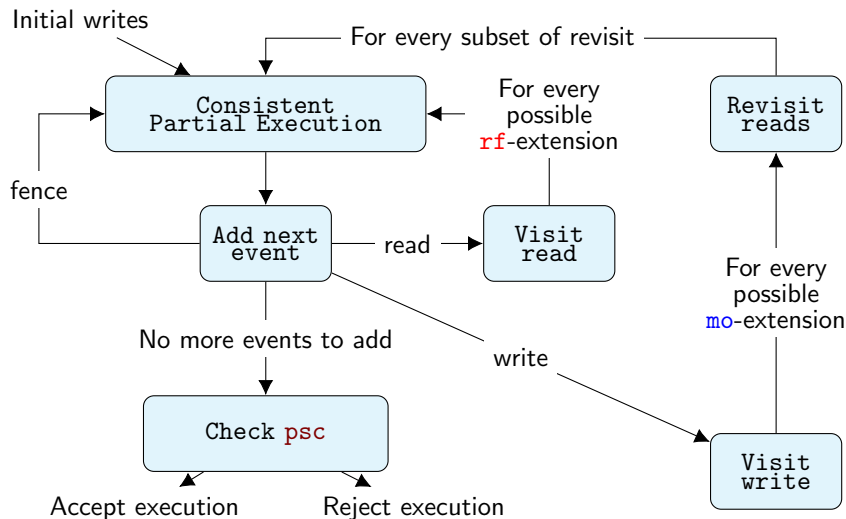 Initial writes
For every subset of revisit
Consistent
Partial Execution
For every
possible
rf-extension
Revisit
reads
fence
Add next
event
read
Visit
read
For every
possible
mo-extension
No more events to add
write
Check psc
Visit
write
Accept execution
Reject execution